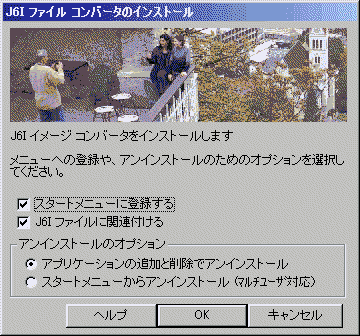 J6I ファイル コンバータのインストール
J6I イメージ コンバータをインストールします
メニューへの登録や、アンインストールのためのオプションを選択し
てください。
スタートメニューに登録する
J6I ファイルに関連付ける
アンインストールのオプション
アプリケーションの追加と削除でアンインストール
スタートメニューからアンインストール (マルチユーザ対応)
ヘルプ
OK
キャンセル